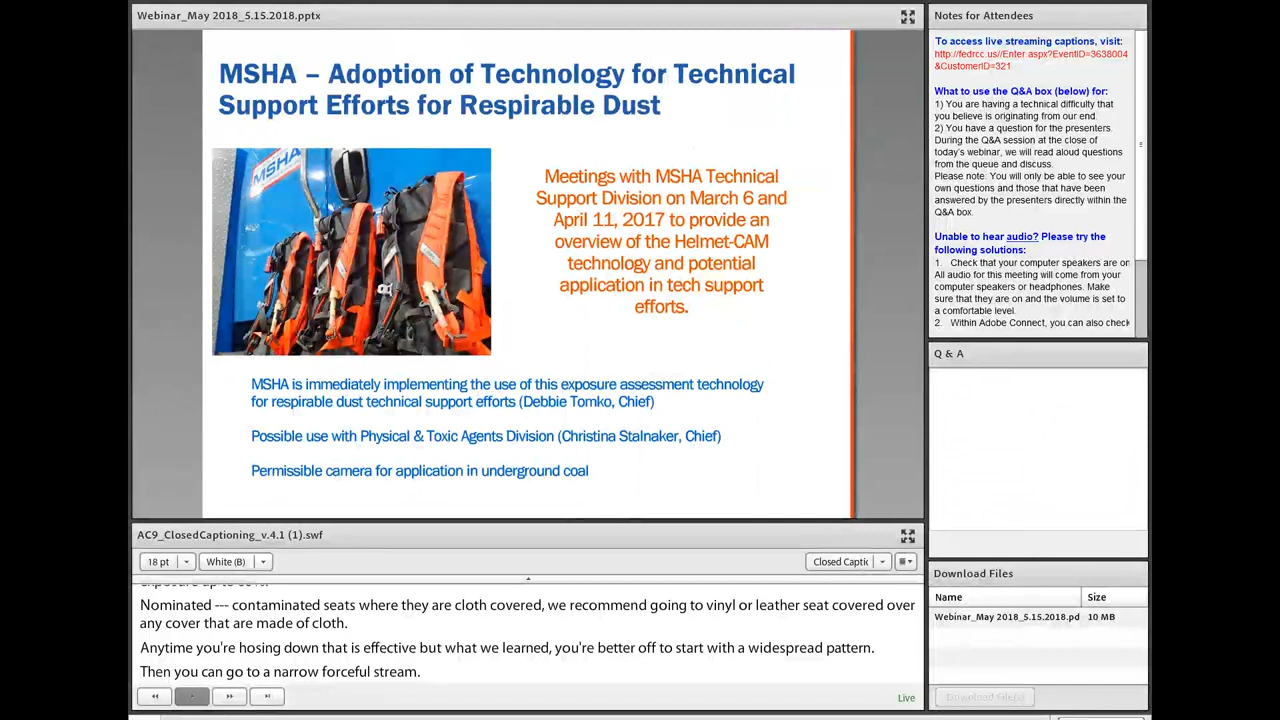 Webinar_May 2018_5.15.2018.pptx
MSHA – Adoption of Technology for Technical
Support Efforts for Respirable Dust
MSHA
Meetings with MSHA Technical
Support Division on March 6 and
April 11, 2017 to provide an
overview of the Helmet-CAM
technology and potential
application in tech support
efforts.
MSHA is immediately implementing the use of this exposure assessment technology
for respirable dust technical support efforts (Debbie Tomko, Chief)
Possible use with Physical & Toxic Agents Division (Christina Stalnaker, Chief)
Permissible camera for application in underground coal
AC9_ClosedCaptioning_v.4.1 (1).swf
18 pt
White (B)
Closed Captic
Nominated --- contaminated seats where they are cloth covered, we recommend going to vinyl or leather seat covered over
any cover that are made of cloth.
Anytime you're hosing down that is effective but what we learned, you're better off to start with a widespread pattern.
Then you can go to a narrow forceful stream.
Live
Notes for Attendees
To access live streaming captions, visit:
http://fedrcc.us//Enter.aspx?EventID=3638004
&CustomerID=321
What to use the Q&A box (below) for:
1) You are having a technical difficulty that
you believe is originating from our end.
2) You have a question for the presenters.
During the Q&A session at the close of
today's webinar, we will read aloud questions
from the queue and discuss.
Please note: You will only be able to see your
own questions and those that have been
answered by the presenters directly within the
Q&A box.
Unable to hear audio? Please try the
following solutions:
1. Check that your computer speakers are on
All audio for this meeting will come from your
computer speakers or headphones. Make
sure that they are on and the volume is set to
a comfortable level.
2. Within Adobe Connect, you can also check
Q & A
Download Files
Name Size
Webinar_May 2018_5.15.2018.pd 10 MB
Download File(s)